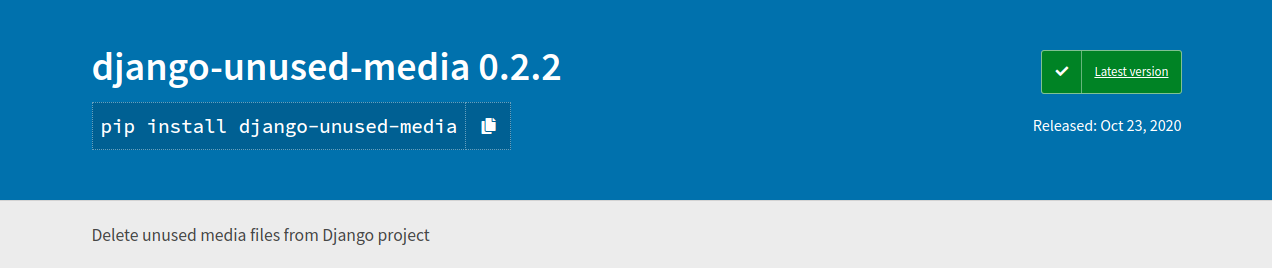 django-unused-media 0.2.2
pip install django-unused-media
Latest version
Released: Oct 23, 2020
Delete unused media files from Django project